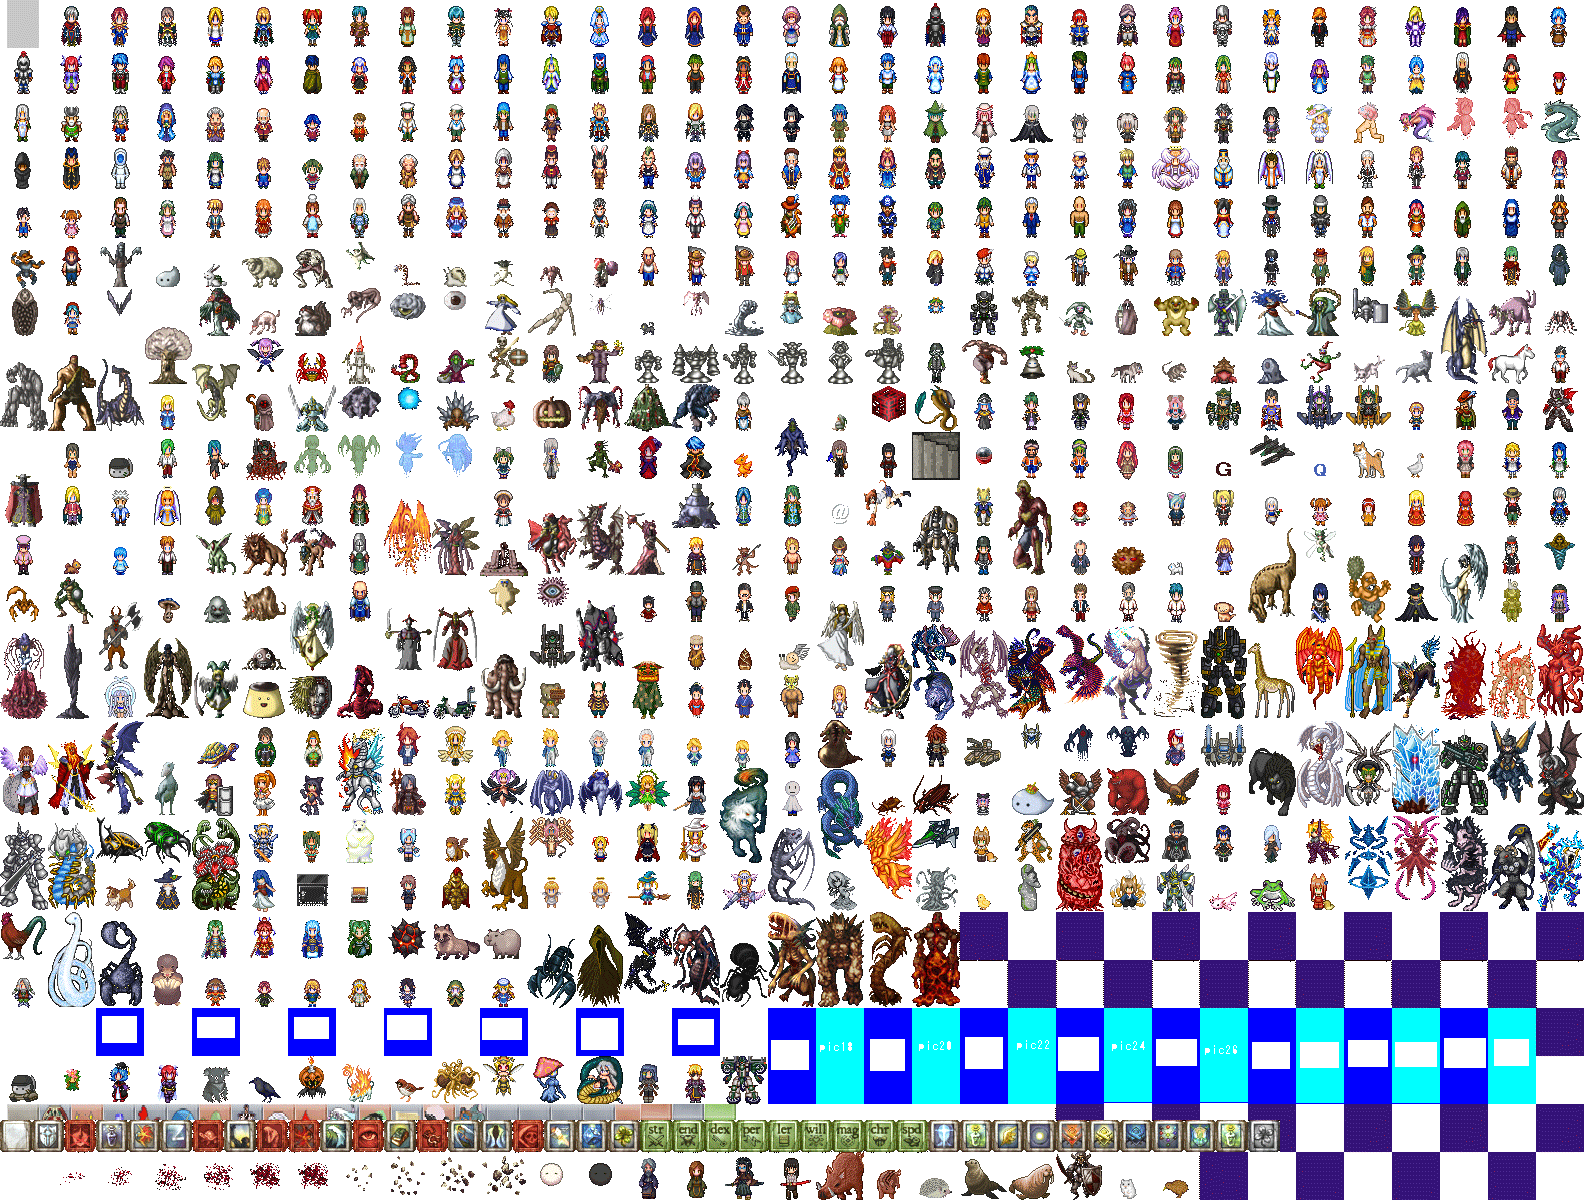 G
Q
@
pic18
pic20
pic22
pic24
pic26
str
end
dex
per
ler
will
mag
chr
spd